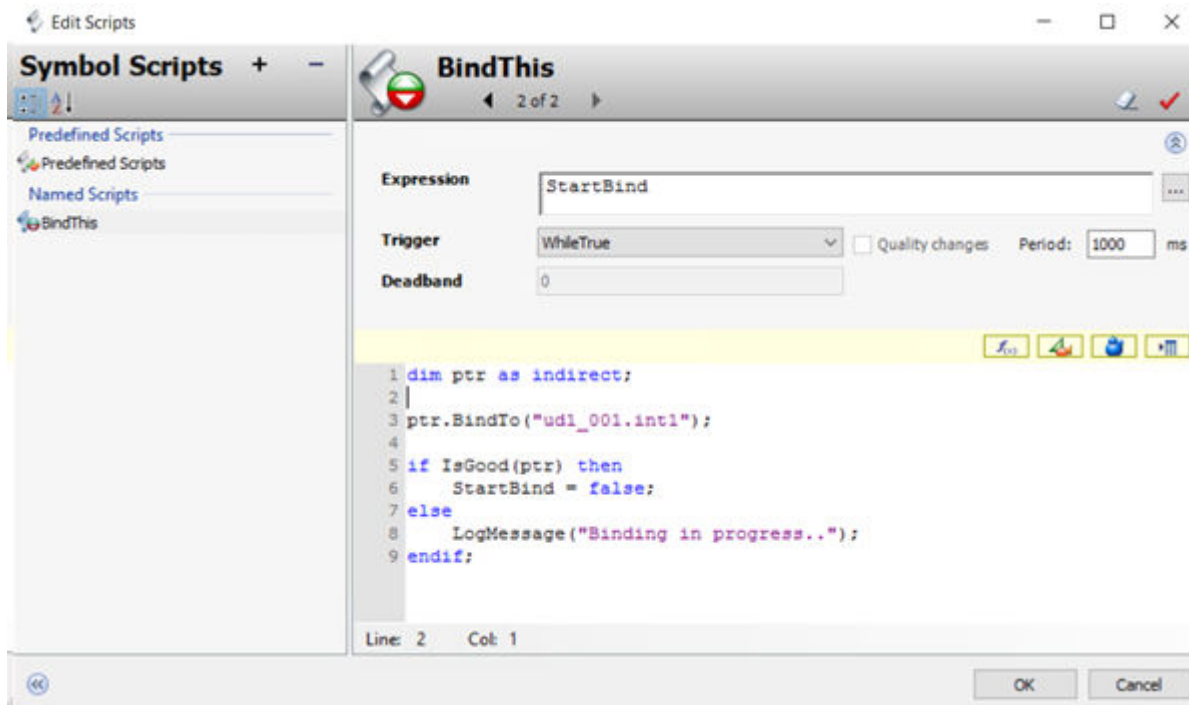 Edit Scripts
Symbol Scripts + −
BindThis
2 of 2
Predefined Scripts
Predefined Scripts
Named Scripts
BindThis
Expression StartBind ...
Trigger WhileTrue Quality changes Period: 1000 ms
Deadband 0
1 dim ptr as indirect;
2
3 ptr.BindTo("ud1_001.int1");
4
5 if IsGood(ptr) then
6 StartBind = false;
7 else
8 LogMessage("Binding in progress..");
9 endif;
Line: 2 Col: 1
OK Cancel